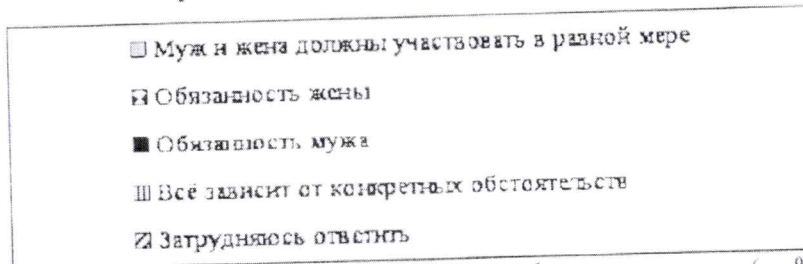 Муж и жена должны участвовать в равной мере
Обязанность жены
Обязанность мужа
Всё зависит от конкретных обстоятельств
Затрудняюсь ответить